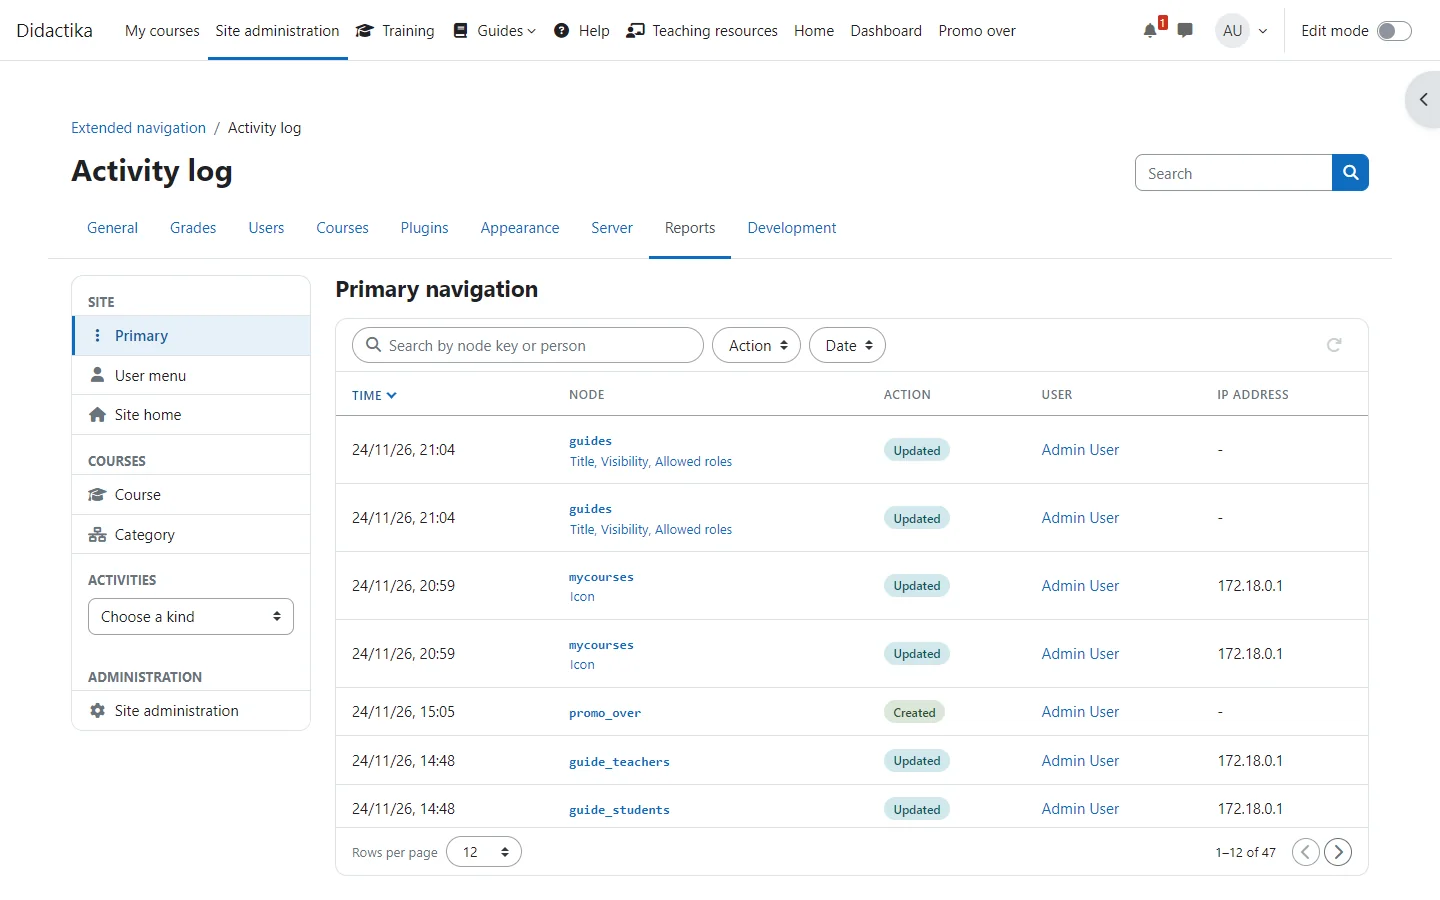 Didactika
My courses
Site administration
Training
Guides
Help
Teaching resources
Home
Dashboard
Promo over
1
AU
Edit mode
Extended navigation / Activity log
Activity log
Search
General
Grades
Users
Courses
Plugins
Appearance
Server
Reports
Development
SITE
Primary
User menu
Site home
COURSES
Course
Category
ACTIVITIES
Choose a kind
ADMINISTRATION
Site administration
Primary navigation
Search by node key or person
Action
Date
TIME NODE ACTION USER IP ADDRESS
24/11/26, 21:04 guides Updated Admin User -
Title, Visibility, Allowed roles
24/11/26, 21:04 guides Updated Admin User -
Title, Visibility, Allowed roles
24/11/26, 20:59 mycourses Updated Admin User 172.18.0.1
Icon
24/11/26, 20:59 mycourses Updated Admin User 172.18.0.1
Icon
24/11/26, 15:05 promo_over Created Admin User -
24/11/26, 14:48 guide_teachers Updated Admin User 172.18.0.1
24/11/26, 14:48 guide_students Updated Admin User 172.18.0.1
Rows per page 12
1–12 of 47